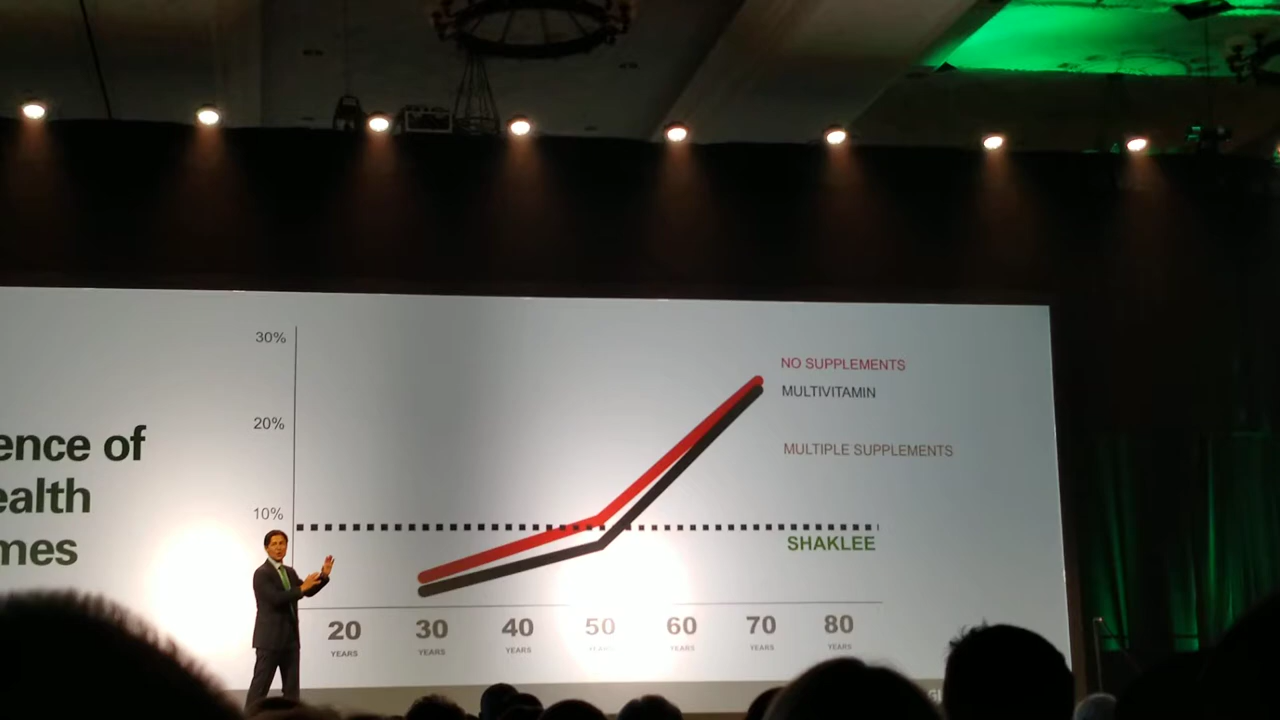 ence of
ealth
mes
30%
20%
10%
NO SUPPLEMENTS
MULTIVITAMIN
MULTIPLE SUPPLEMENTS
SHAKLEE
20 30 40 50 60 70 80
YEARS YEARS YEARS YEARS YEARS YEARS YEARS